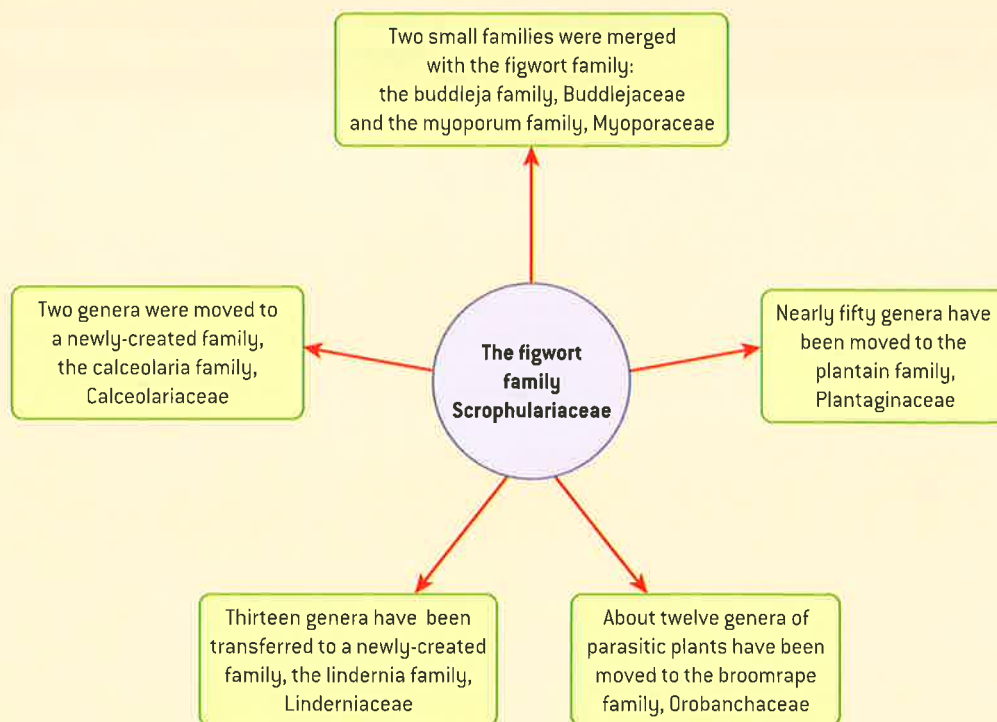 Two small families were merged
with the figwort family:
the buddleja family, Buddlejaceae
and the myoporum family, Myoporaceae
Two genera were moved to
a newly-created family,
the calceolaria family,
Calceolariaceae
The figwort
family
Scrophulariaceae
Nearly fifty genera have
been moved to the
plantain family,
Plantaginaceae
Thirteen genera have been
transferred to a newly-created
family, the lindernia family,
Linderniaceae
About twelve genera of
parasitic plants have been
moved to the broomrape
family, Orobanchaceae